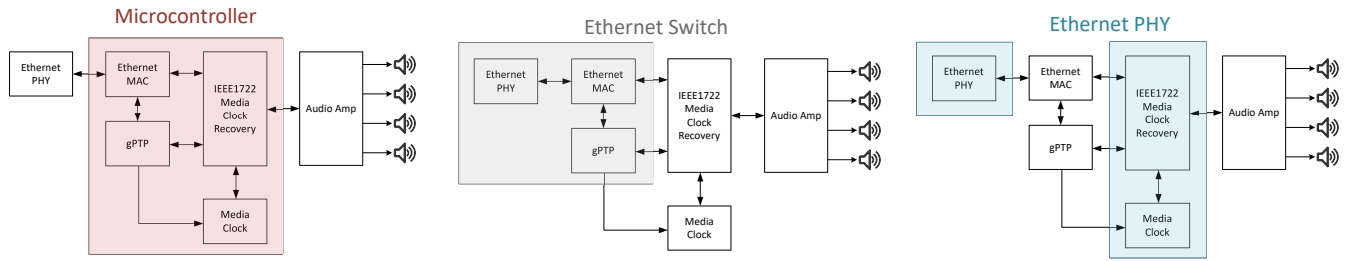 Microcontroller
Ethernet
PHY
Ethernet
MAC
gPTP
IEEE1722
Media
Clock
Recovery
Media
Clock
Audio Amp
Ethernet Switch
Ethernet
PHY
Ethernet
MAC
gPTP
IEEE1722
Media
Clock
Recovery
Media
Clock
Audio Amp
Ethernet PHY
Ethernet
PHY
Ethernet
MAC
gPTP
IEEE1722
Media
Clock
Recovery
Media
Clock
Audio Amp